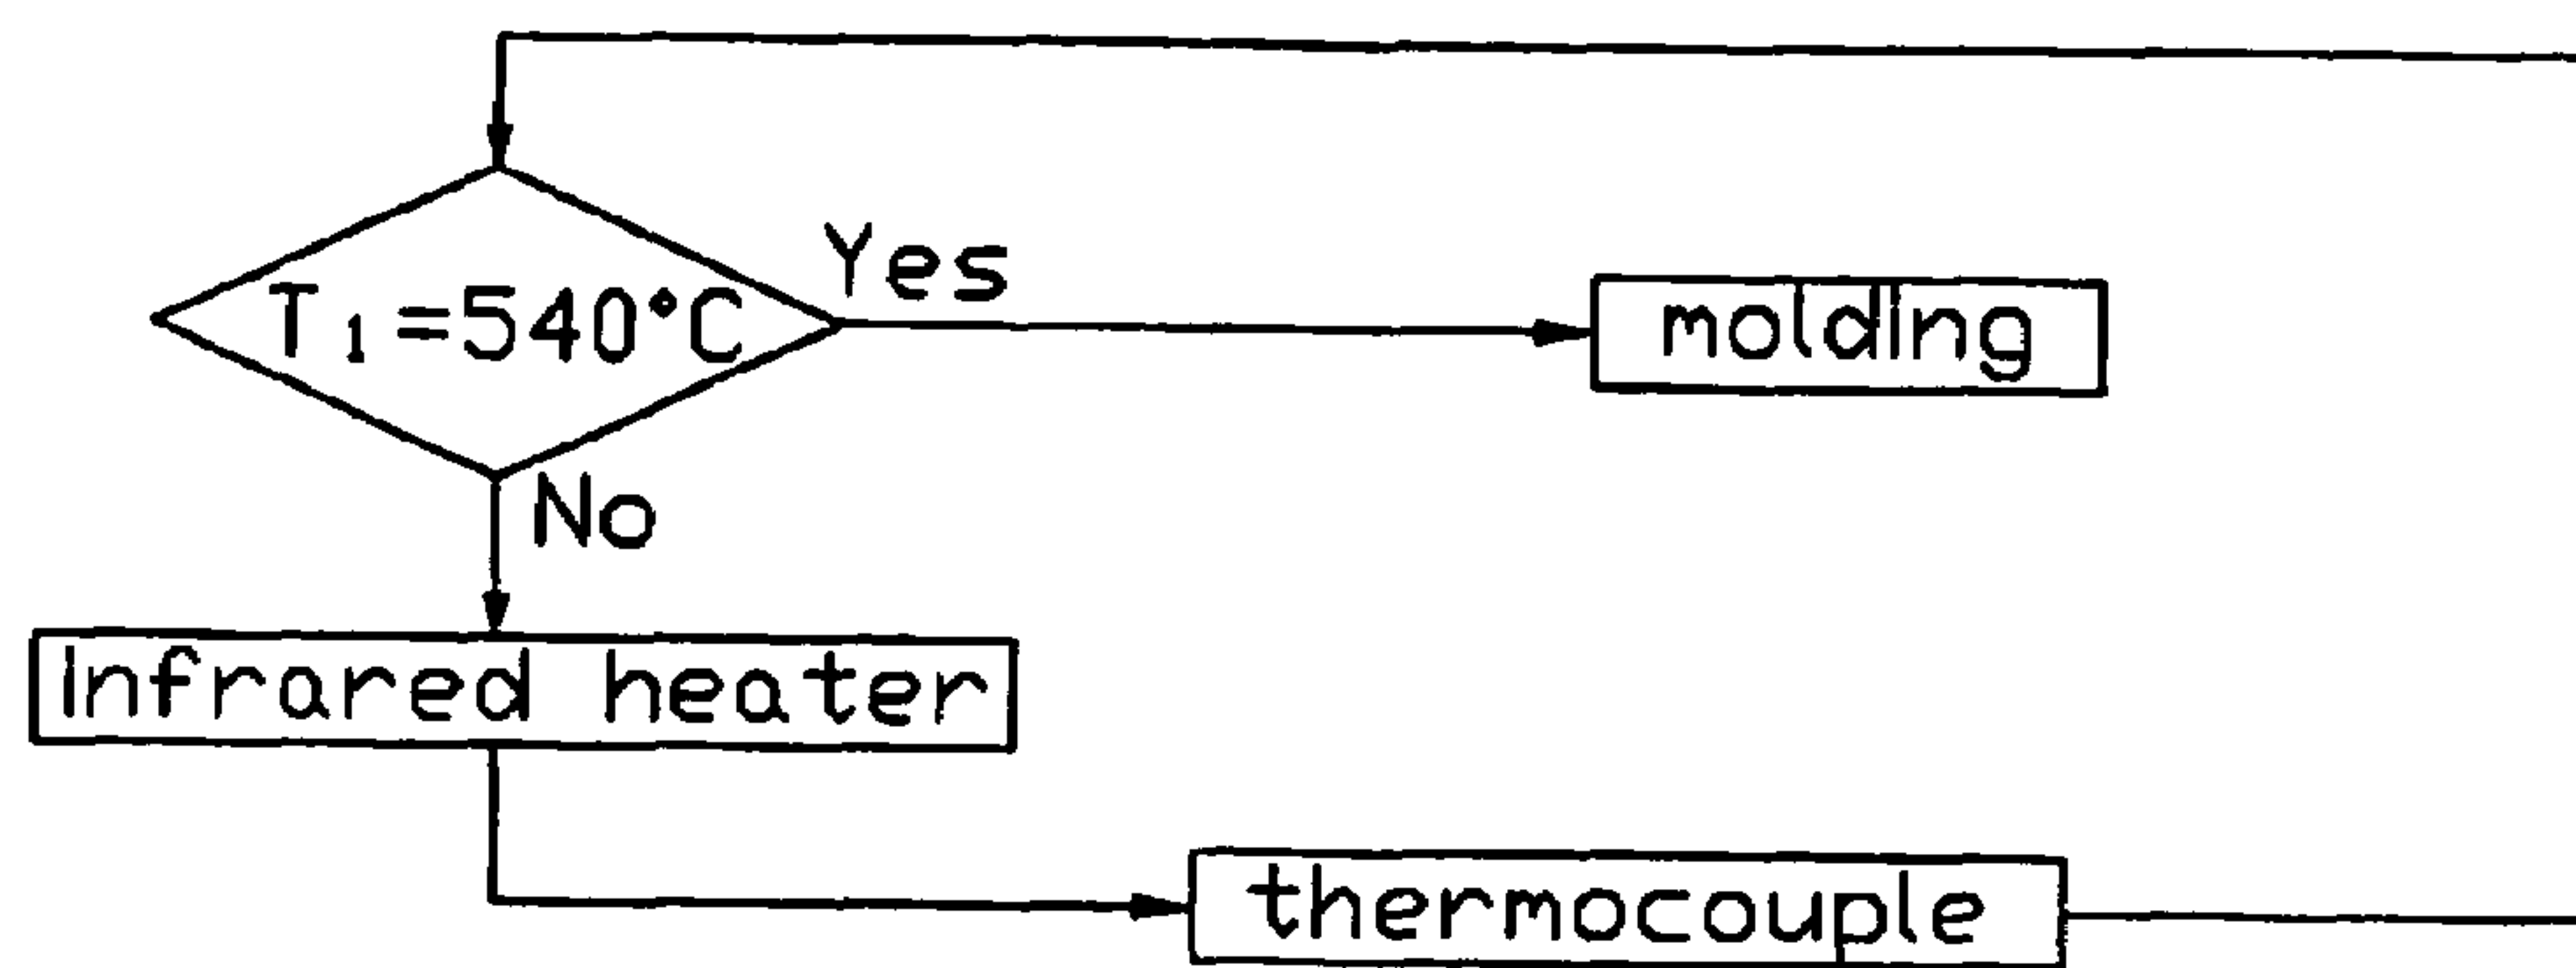 Yes
T₁=540°C
molding
No
Infrared heater
thermocouple